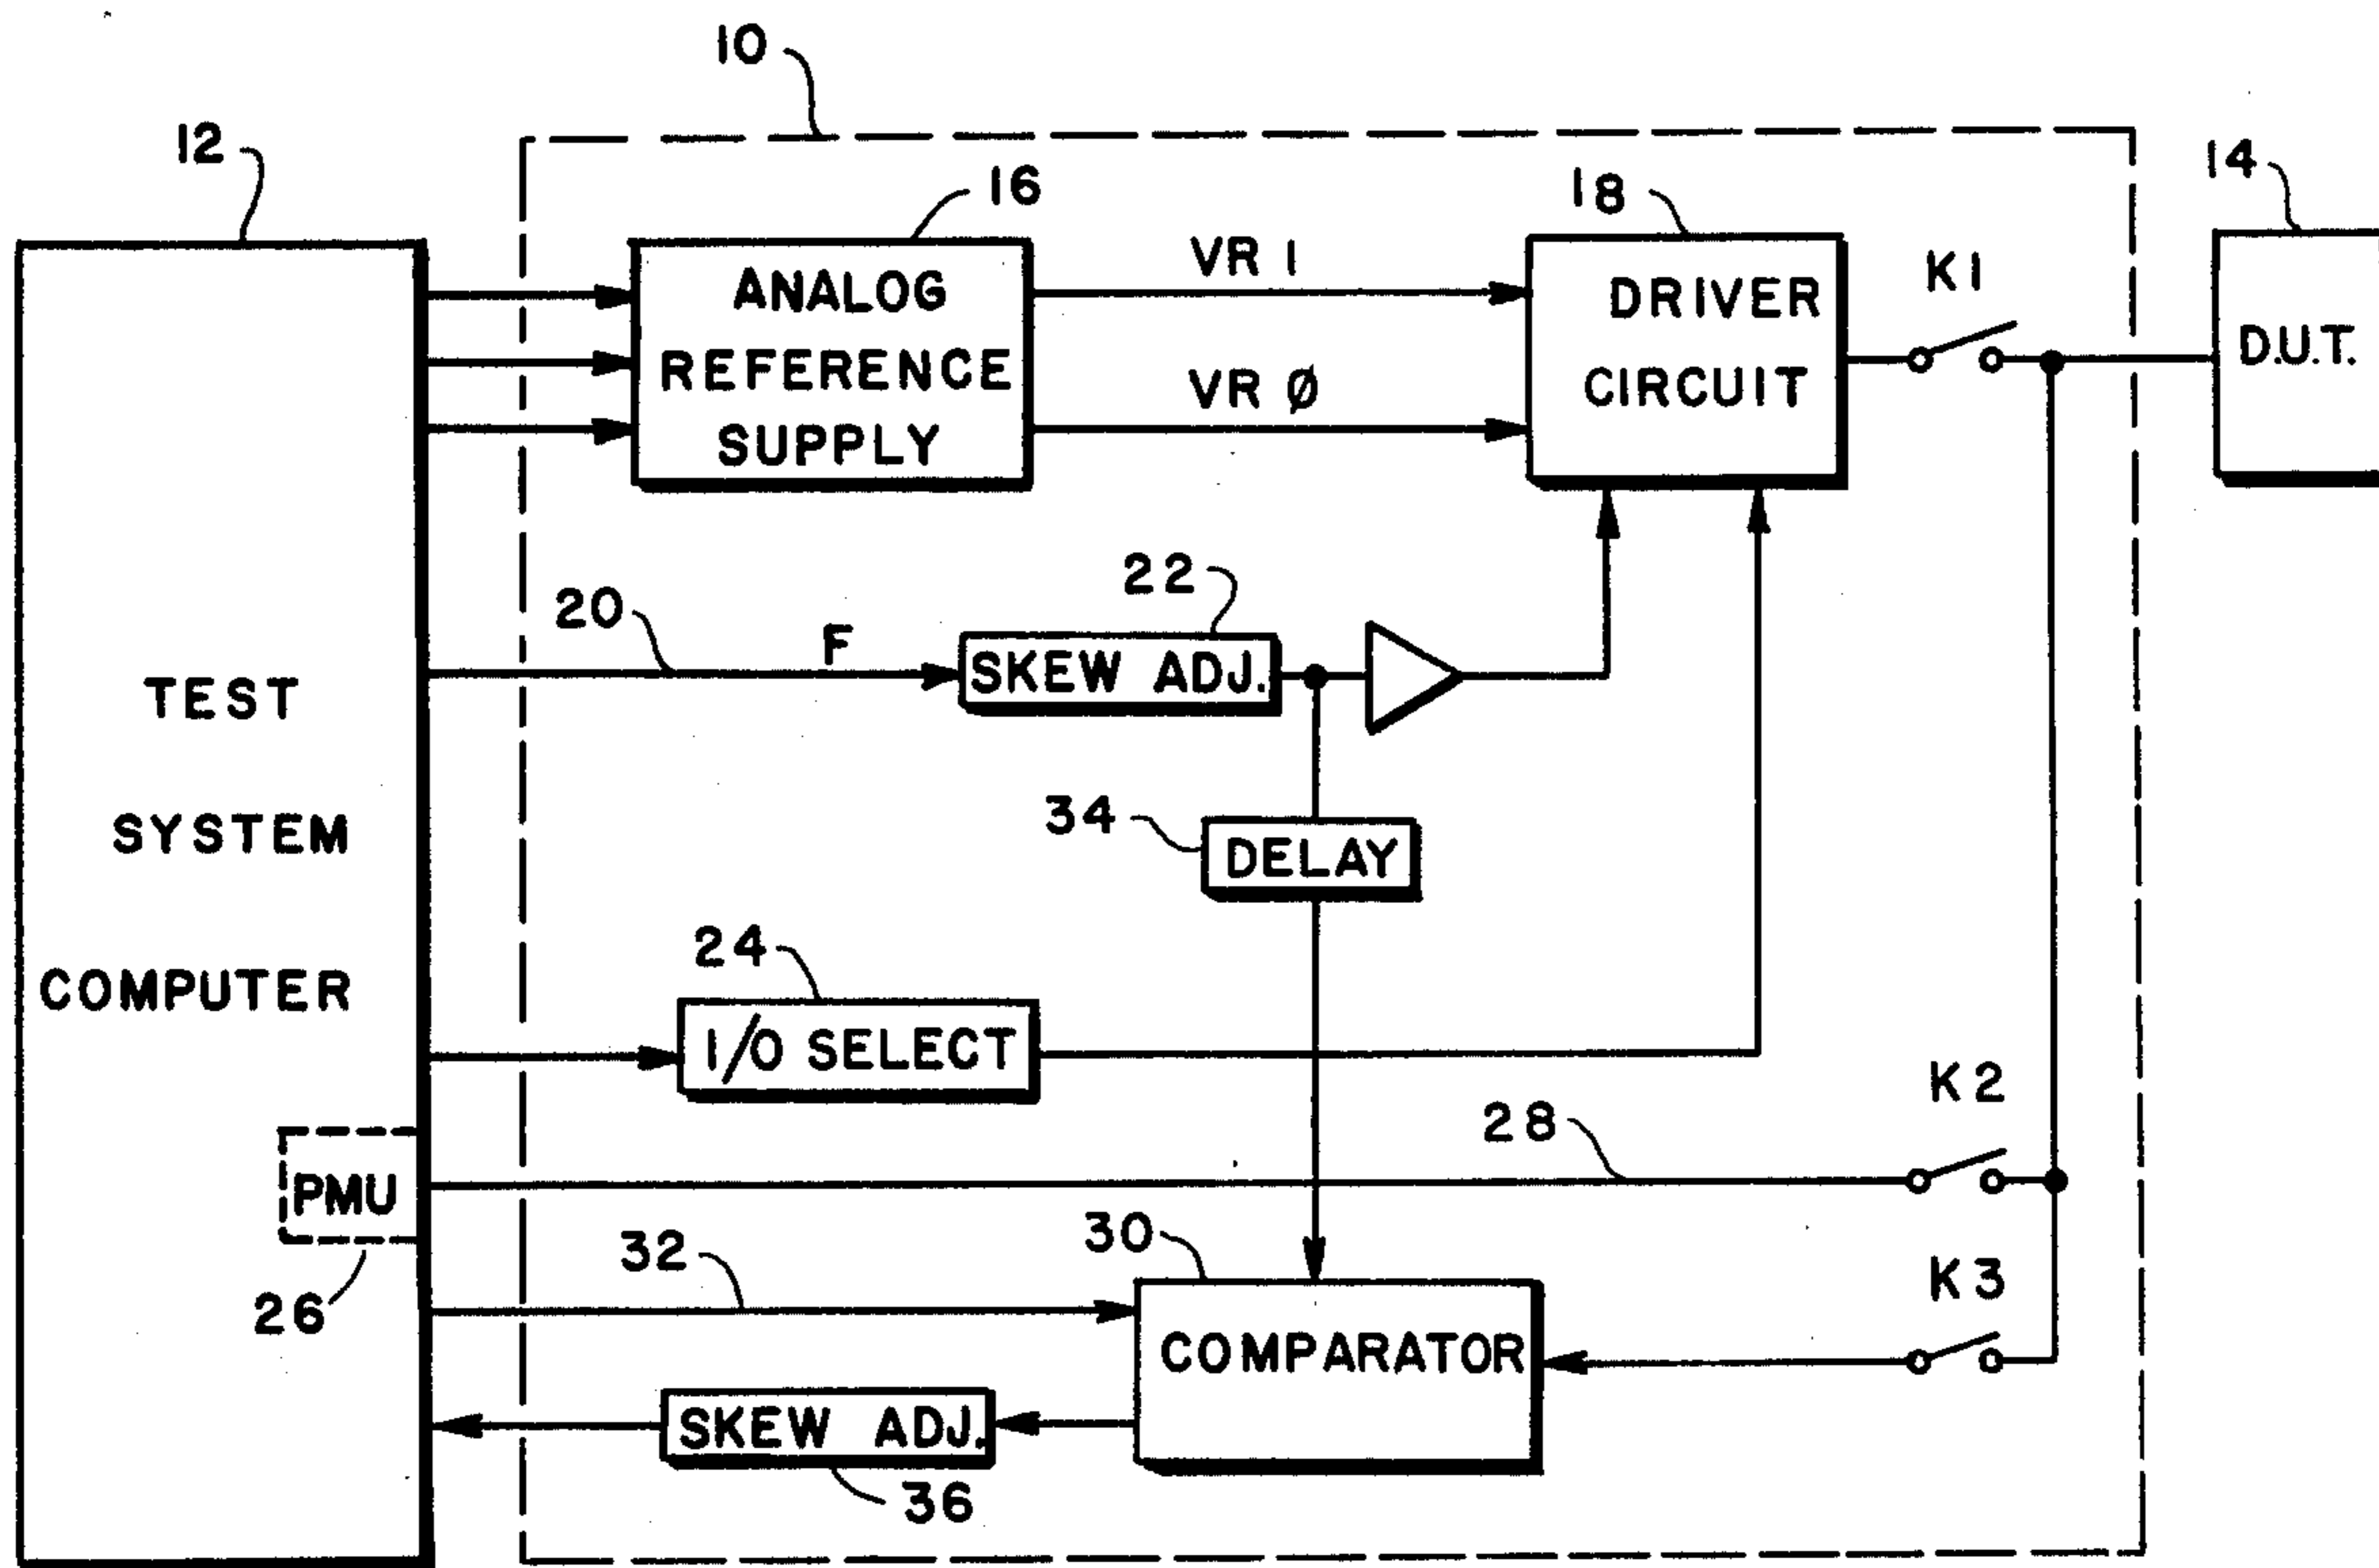 10
12
16
18
14
ANALOG
REFERENCE
SUPPLY
VR 1
VR Ø
DRIVER
CIRCUIT
K1
D.U.T.
20
F
22
SKEW ADJ.
TEST
SYSTEM
COMPUTER
34
DELAY
24
I/O SELECT
K2
28
PMU
26
32
30
K3
COMPARATOR
SKEW ADJ.
36